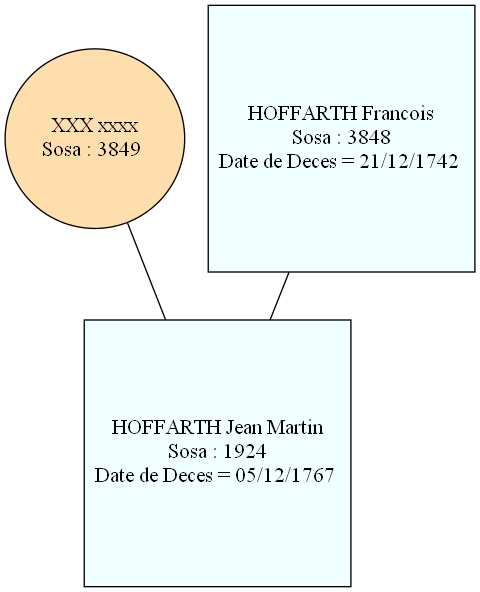 XXX xxxx
Sosa : 3849
HOFFARTH Francois
Sosa : 3848
Date de Deces = 21/12/1742
HOFFARTH Jean Martin
Sosa : 1924
Date de Deces = 05/12/1767